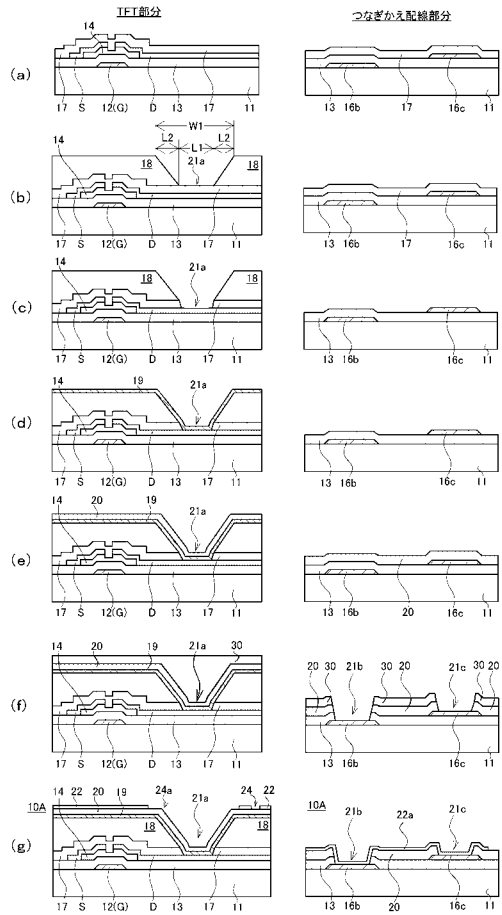 TFT部分
つなぎかえ配線部分
14
(a)
17 S 12(G) D 13 17 11
13 16b 17 16c 11
W1
L2 L1 L2
21a
14 18 18
(b)
17 S 12(G) D 13 17 11
13 16b 17 16c 11
14 18 21a 18
(c)
17 S 12(G) D 13 17 11
13 16b 16c 11
14 19 21a
(d)
17 S 12(G) D 13 17 11
13 16b 16c 11
14 20 19 21a
(e)
17 S 12(G) D 13 17 11
13 16b 20 16c 11
14 20 19 21a 30
20 30 21b 30 20 21c 30 20
(f)
17 S 12(G) D 13 17 11
13 16b 16c 11
10A 14 22 20 19 24a 21a 24 22
10A 21b 22a 21c
18 18
(g)
17 S 12(G) D 13 17 11
13 16b 20 16c 11